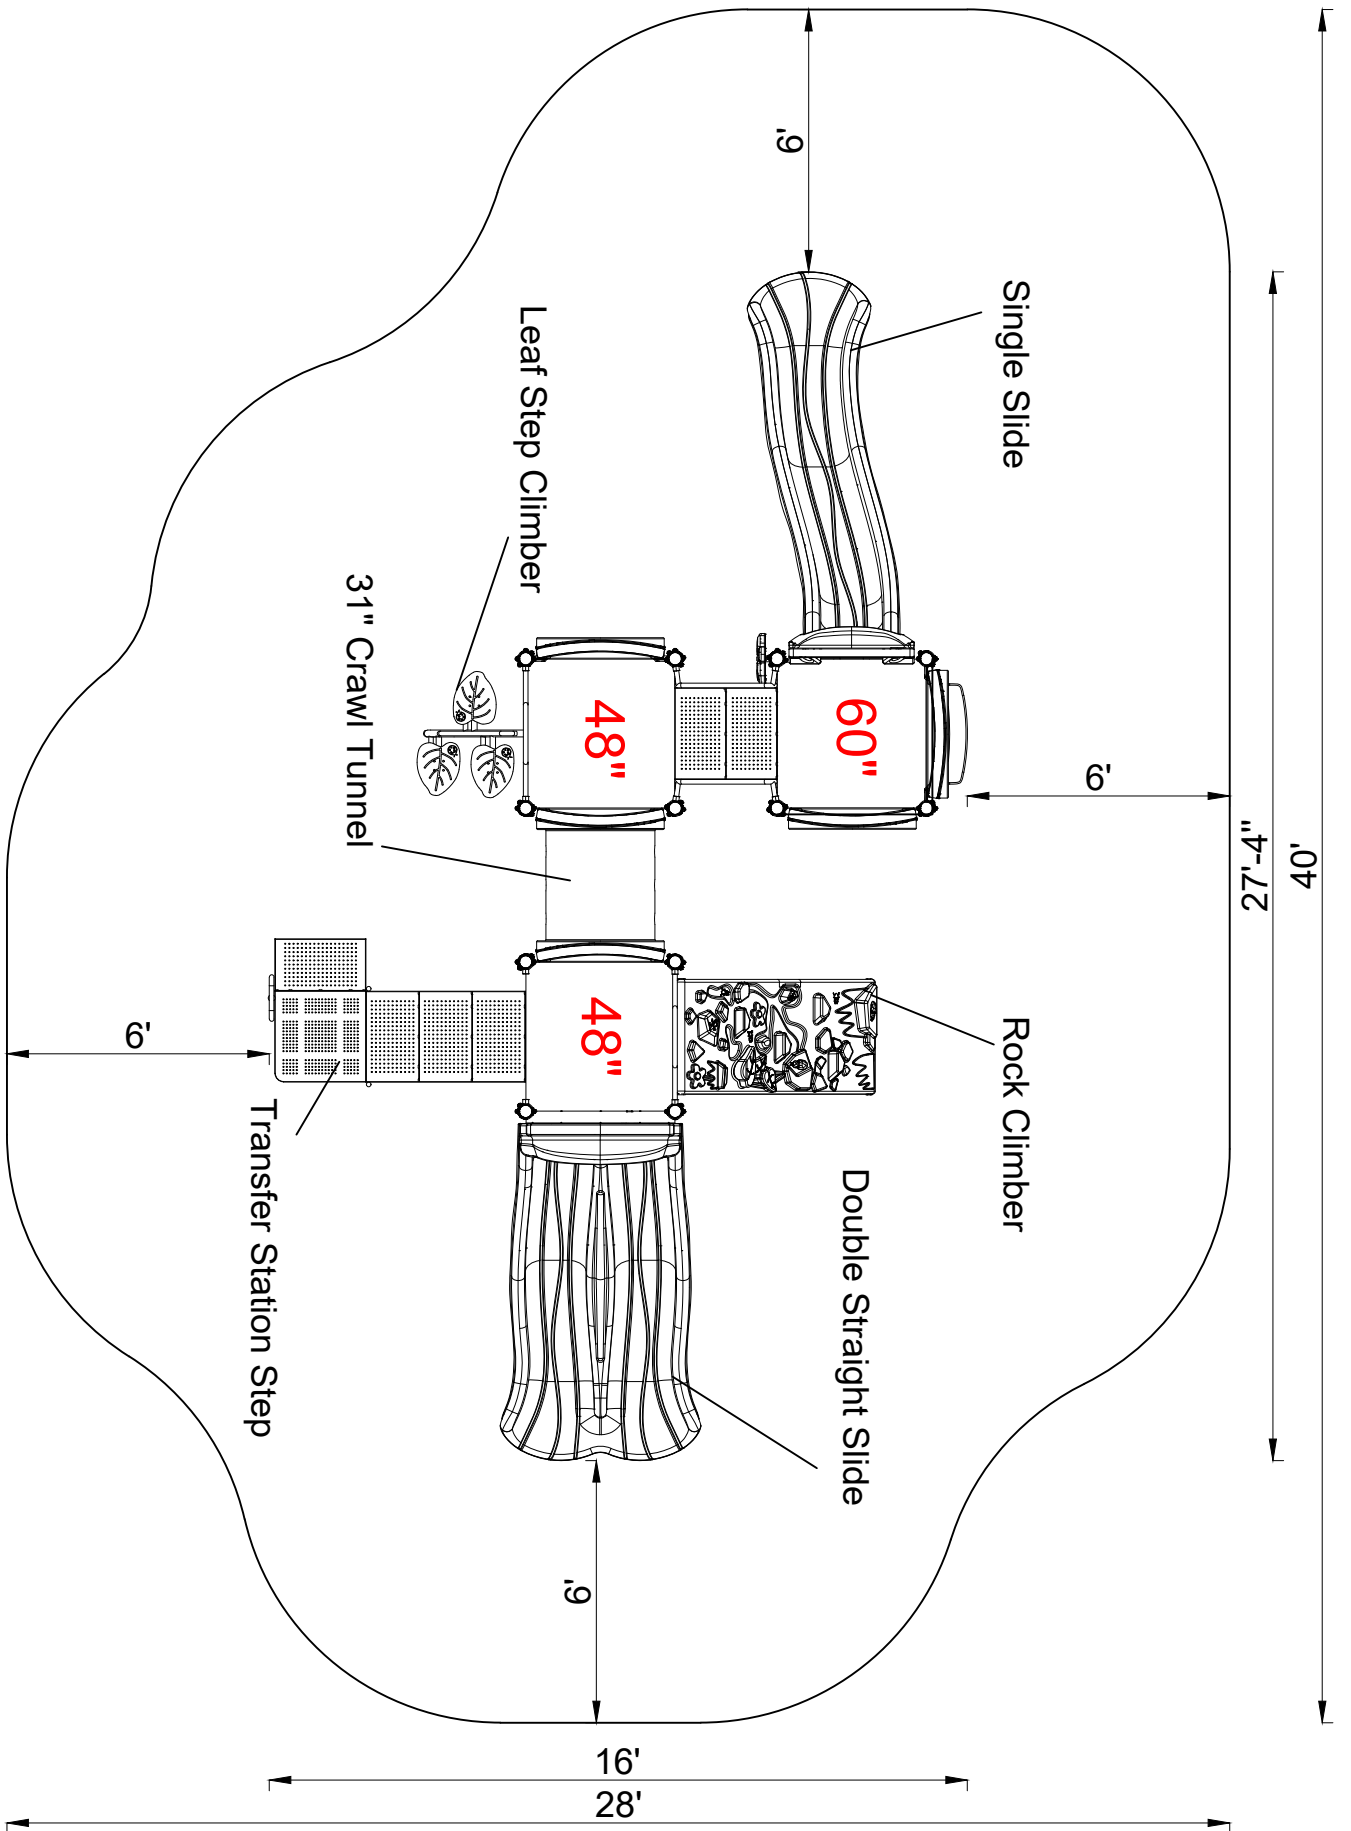 40'
27'-4"
6'
6'
Single Slide
Leaf Step Climber
31" Crawl Tunnel
60"
48"
48"
6'
Rock Climber
Double Straight Slide
Transfer Station Step
6'
16'
28'